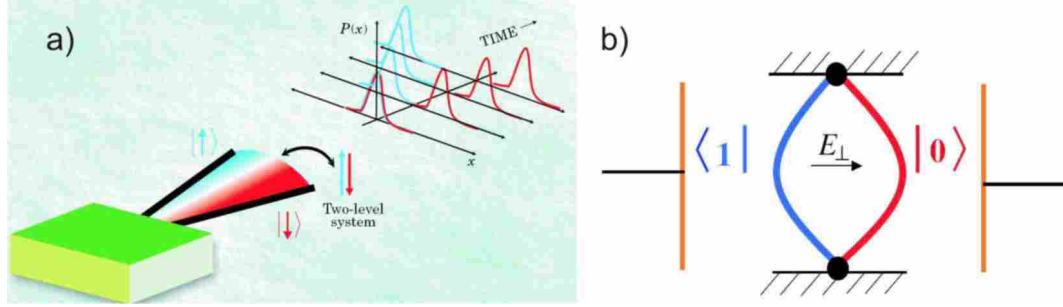 a)
P(x)
TIME
x
|↑⟩
|↓⟩
Two-level
system
b)
⟨1|
E⊥
|0⟩